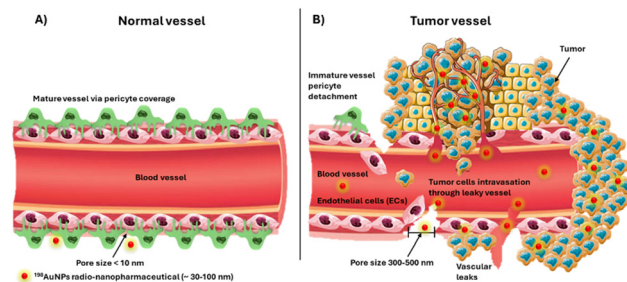 A)
Normal vessel
Mature vessel via pericyte coverage
Blood vessel
Pore size < 10 nm
¹⁹⁸AuNPs radio-nanopharmaceutical (~ 30-100 nm)
B)
Tumor vessel
Tumor
Immature vessel
pericyte
detachment
Blood vessel
Endothelial cells (ECs)
Tumor cells intravasation
through leaky vessel
Pore size 300-500 nm
Vascular
leaks